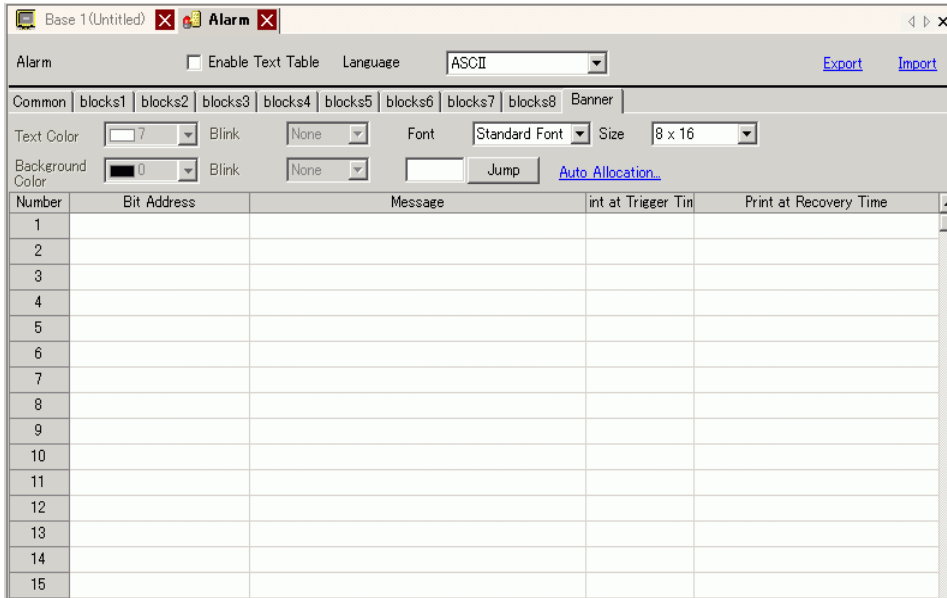 Base 1(Untitled) Alarm
Alarm Enable Text Table Language ASCII Export Import
Common blocks1 blocks2 blocks3 blocks4 blocks5 blocks6 blocks7 blocks8 Banner
Text Color 7 Blink None Font Standard Font Size 8 x 16
Background Color 0 Blink None Jump Auto Allocation...
Number Bit Address Message int at Trigger Tin Print at Recovery Time
1
2
3
4
5
6
7
8
9
10
11
12
13
14
15